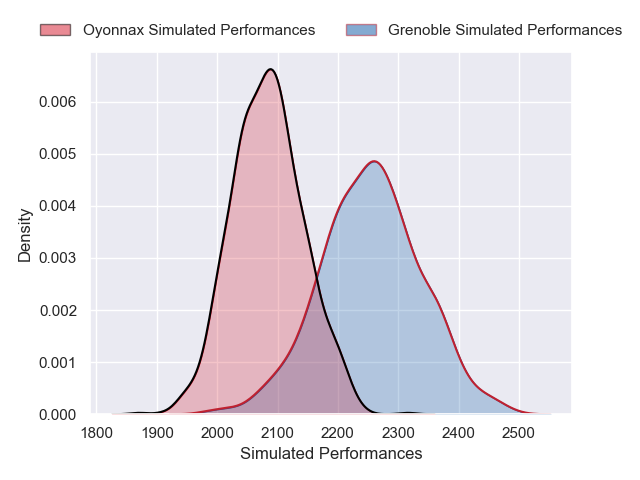 Oyonnax Simulated Performances
Grenoble Simulated Performances
0.006
0.005
0.004
0.003
0.002
0.001
0.000
Density
1800 1900 2000 2100 2200 2300 2400 2500
Simulated Performances